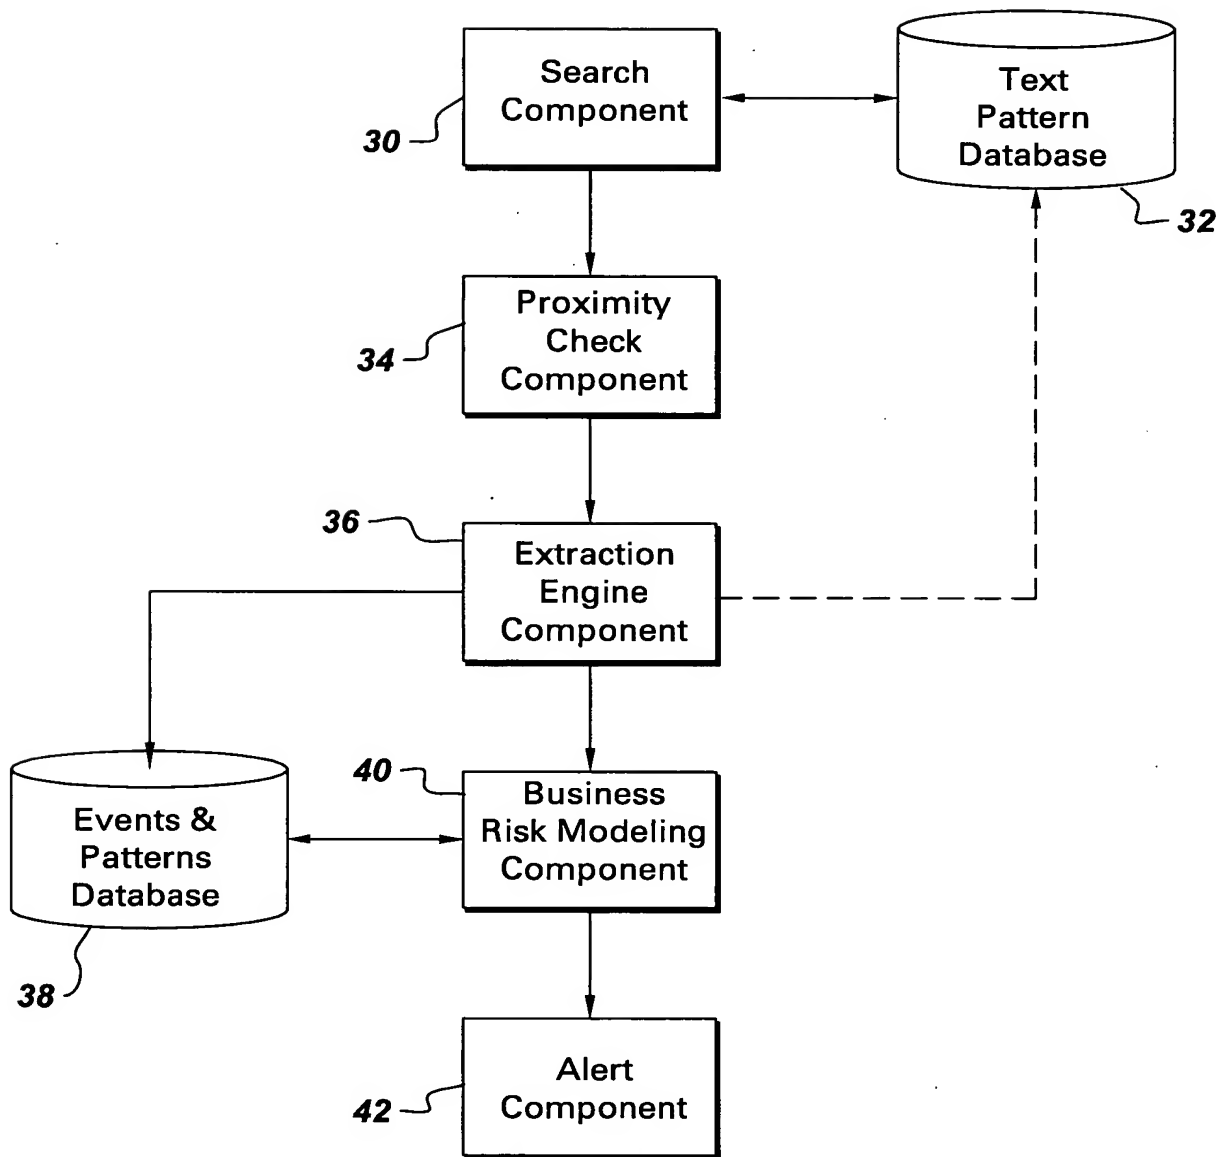 Search
Component
30
Text
Pattern
Database
32
Proximity
Check
Component
34
36
Extraction
Engine
Component
Events &
Patterns
Database
38
40
Business
Risk Modeling
Component
42
Alert
Component